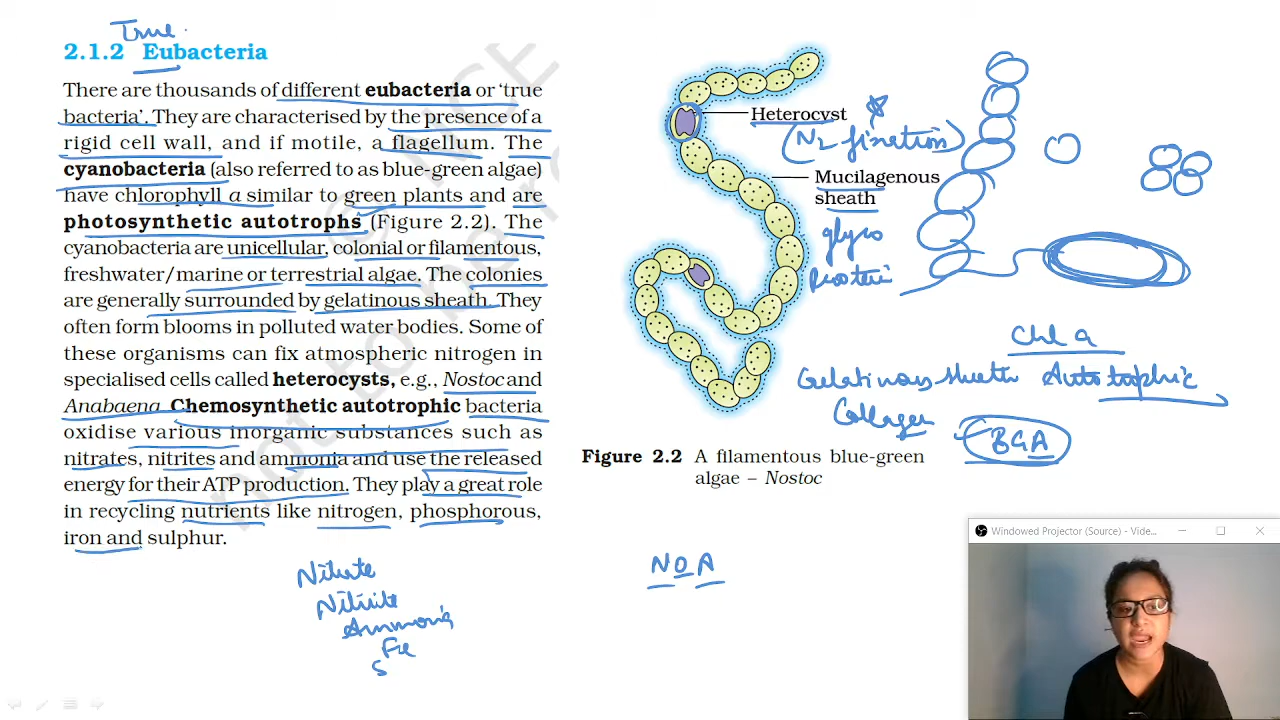 True
2.1.2 Eubacteria
There are thousands of different eubacteria or ‘true
bacteria’. They are characterised by the presence of a
rigid cell wall, and if motile, a flagellum. The
cyanobacteria (also referred to as blue-green algae)
have chlorophyll a similar to green plants and are
photosynthetic autotrophs (Figure 2.2). The
cyanobacteria are unicellular, colonial or filamentous,
freshwater/marine or terrestrial algae. The colonies
are generally surrounded by gelatinous sheath. They
often form blooms in polluted water bodies. Some of
these organisms can fix atmospheric nitrogen in
specialised cells called heterocysts, e.g., Nostoc and
Anabaena. Chemosynthetic autotrophic bacteria
oxidise various inorganic substances such as
nitrates, nitrites and ammonia and use the released
energy for their ATP production. They play a great role
in recycling nutrients like nitrogen, phosphorous,
iron and sulphur.
Nitrate
Nitrite
Ammonia
Fe
S
Heterocyst
(N2 fixation)
Mucilagenous
sheath
glyco
protein
Chl a
Gelatinous sheath Autotrophic
Collagen
BGA
Figure 2.2 A filamentous blue-green
algae – Nostoc
NOA
Windowed Projector (Source) - Vide...